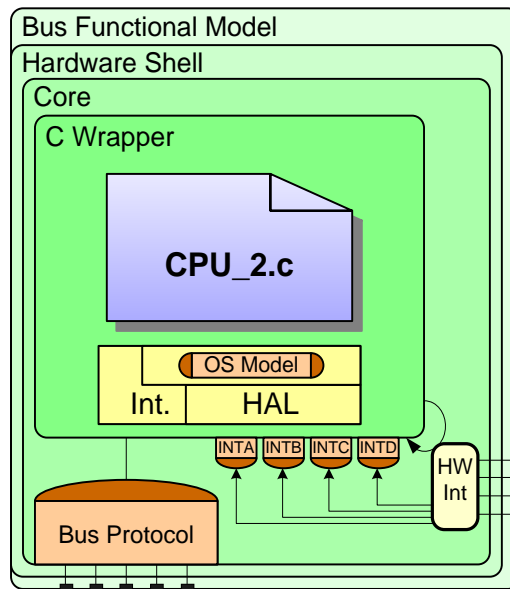 Bus Functional Model
Hardware Shell
Core
C Wrapper
CPU_2.c
OS Model
Int.
HAL
INTA
INTB
INTC
INTD
HW
Int
Bus Protocol